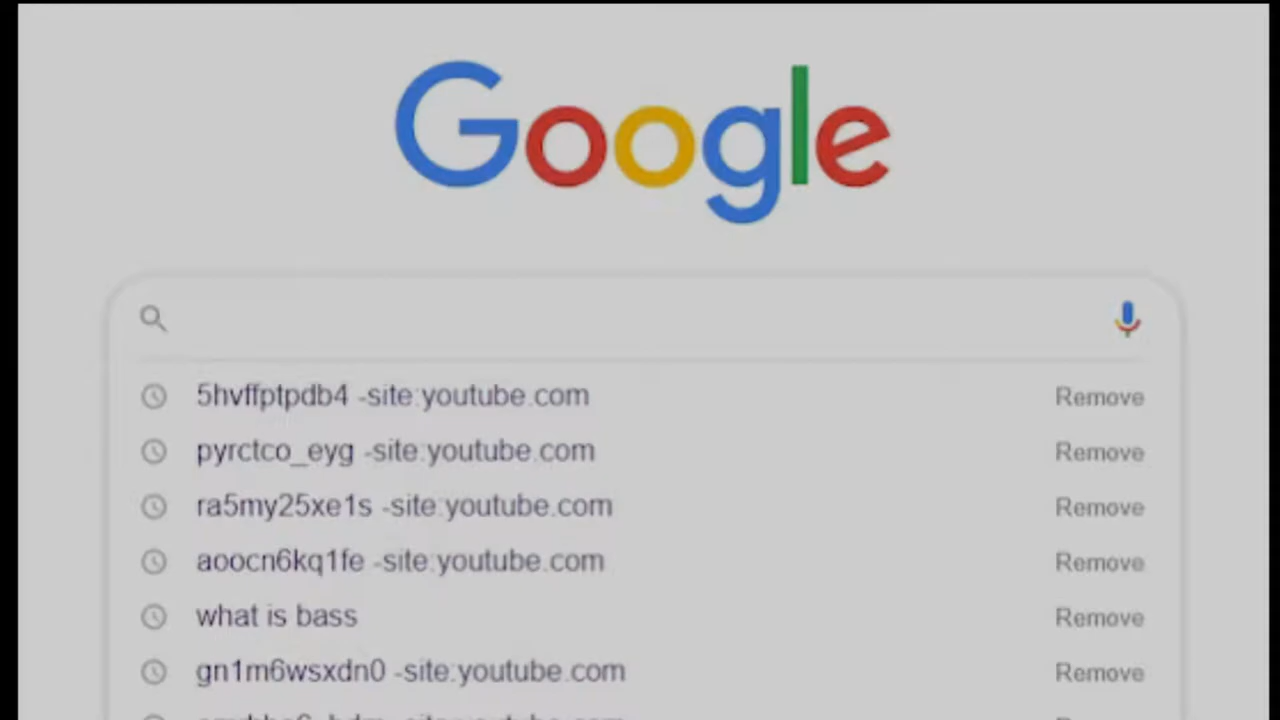 Google
5hvffptpdb4 -site:youtube.com Remove
pyrctco_eyg -site:youtube.com Remove
ra5my25xe1s -site:youtube.com Remove
aoocn6kq1fe -site:youtube.com Remove
what is bass Remove
gn1m6wsxdn0 -site:youtube.com Remove